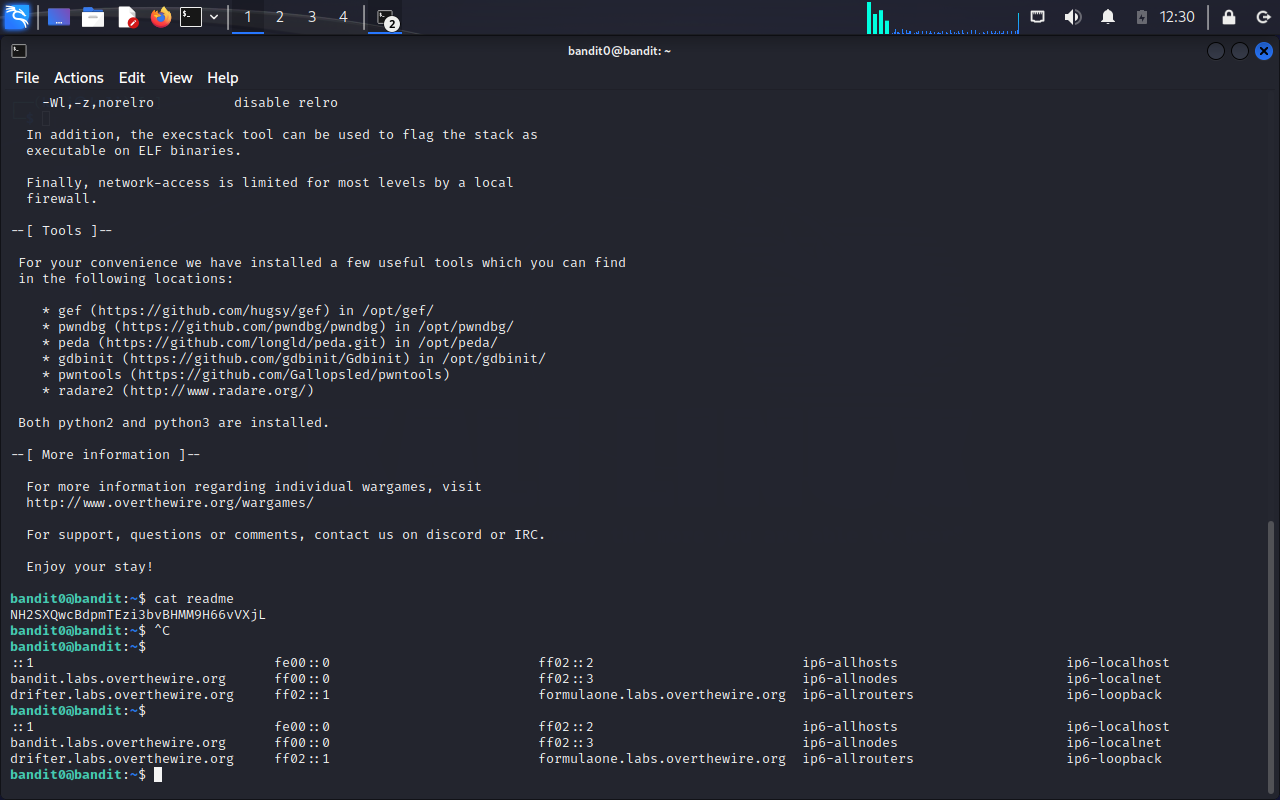 1 2 3 4 2 12:30
bandit0@bandit: ~
File Actions Edit View Help
-Wl,-z,norelro disable relro
In addition, the execstack tool can be used to flag the stack as
executable on ELF binaries.
Finally, network-access is limited for most levels by a local
firewall.
--[ Tools ]--
For your convenience we have installed a few useful tools which you can find
in the following locations:
* gef (https://github.com/hugsy/gef) in /opt/gef/
* pwndbg (https://github.com/pwndbg/pwndbg) in /opt/pwndbg/
* peda (https://github.com/longld/peda.git) in /opt/peda/
* gdbinit (https://github.com/gdbinit/Gdbinit) in /opt/gdbinit/
* pwntools (https://github.com/Gallopsled/pwntools)
* radare2 (http://www.radare.org/)
Both python2 and python3 are installed.
--[ More information ]--
For more information regarding individual wargames, visit
http://www.overthewire.org/wargames/
For support, questions or comments, contact us on discord or IRC.
Enjoy your stay!
bandit0@bandit:~$ cat readme
NH2SXQwcBdpmTEzi3bvBHMM9H66vVXjL
bandit0@bandit:~$ ^C
bandit0@bandit:~$
::1 fe00::0 ff02::2 ip6-allhosts ip6-localhost
bandit.labs.overthewire.org ff00::0 ff02::3 ip6-allnodes ip6-localnet
drifter.labs.overthewire.org ff02::1 formulaone.labs.overthewire.org ip6-allrouters ip6-loopback
bandit0@bandit:~$
::1 fe00::0 ff02::2 ip6-allhosts ip6-localhost
bandit.labs.overthewire.org ff00::0 ff02::3 ip6-allnodes ip6-localnet
drifter.labs.overthewire.org ff02::1 formulaone.labs.overthewire.org ip6-allrouters ip6-loopback
bandit0@bandit:~$